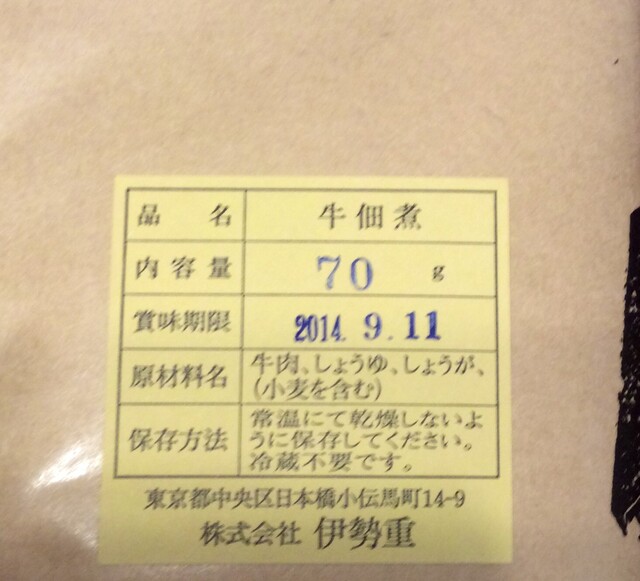 品名 牛佃煮
内容量 70 g
賞味期限 2014. 9. 11
原材料名 牛肉、しょうゆ、しょうが、
(小麦を含む)
保存方法 常温にて乾燥しないよ
うに保存してください。
冷蔵不要です。
東京都中央区日本橋小伝馬町14-9
株式会社 伊勢重